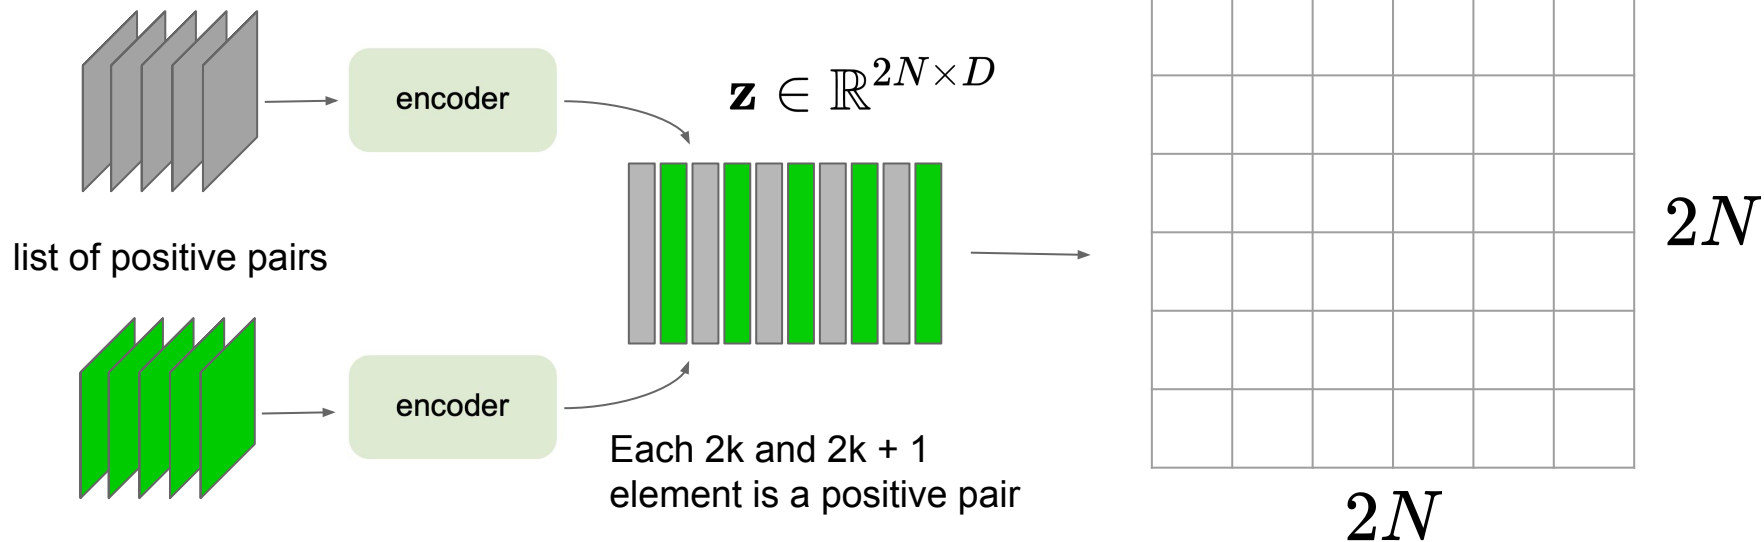 encoder
z ∈ ℝ^{2N×D}
list of positive pairs
encoder
Each 2k and 2k + 1
element is a positive pair
2N
2N